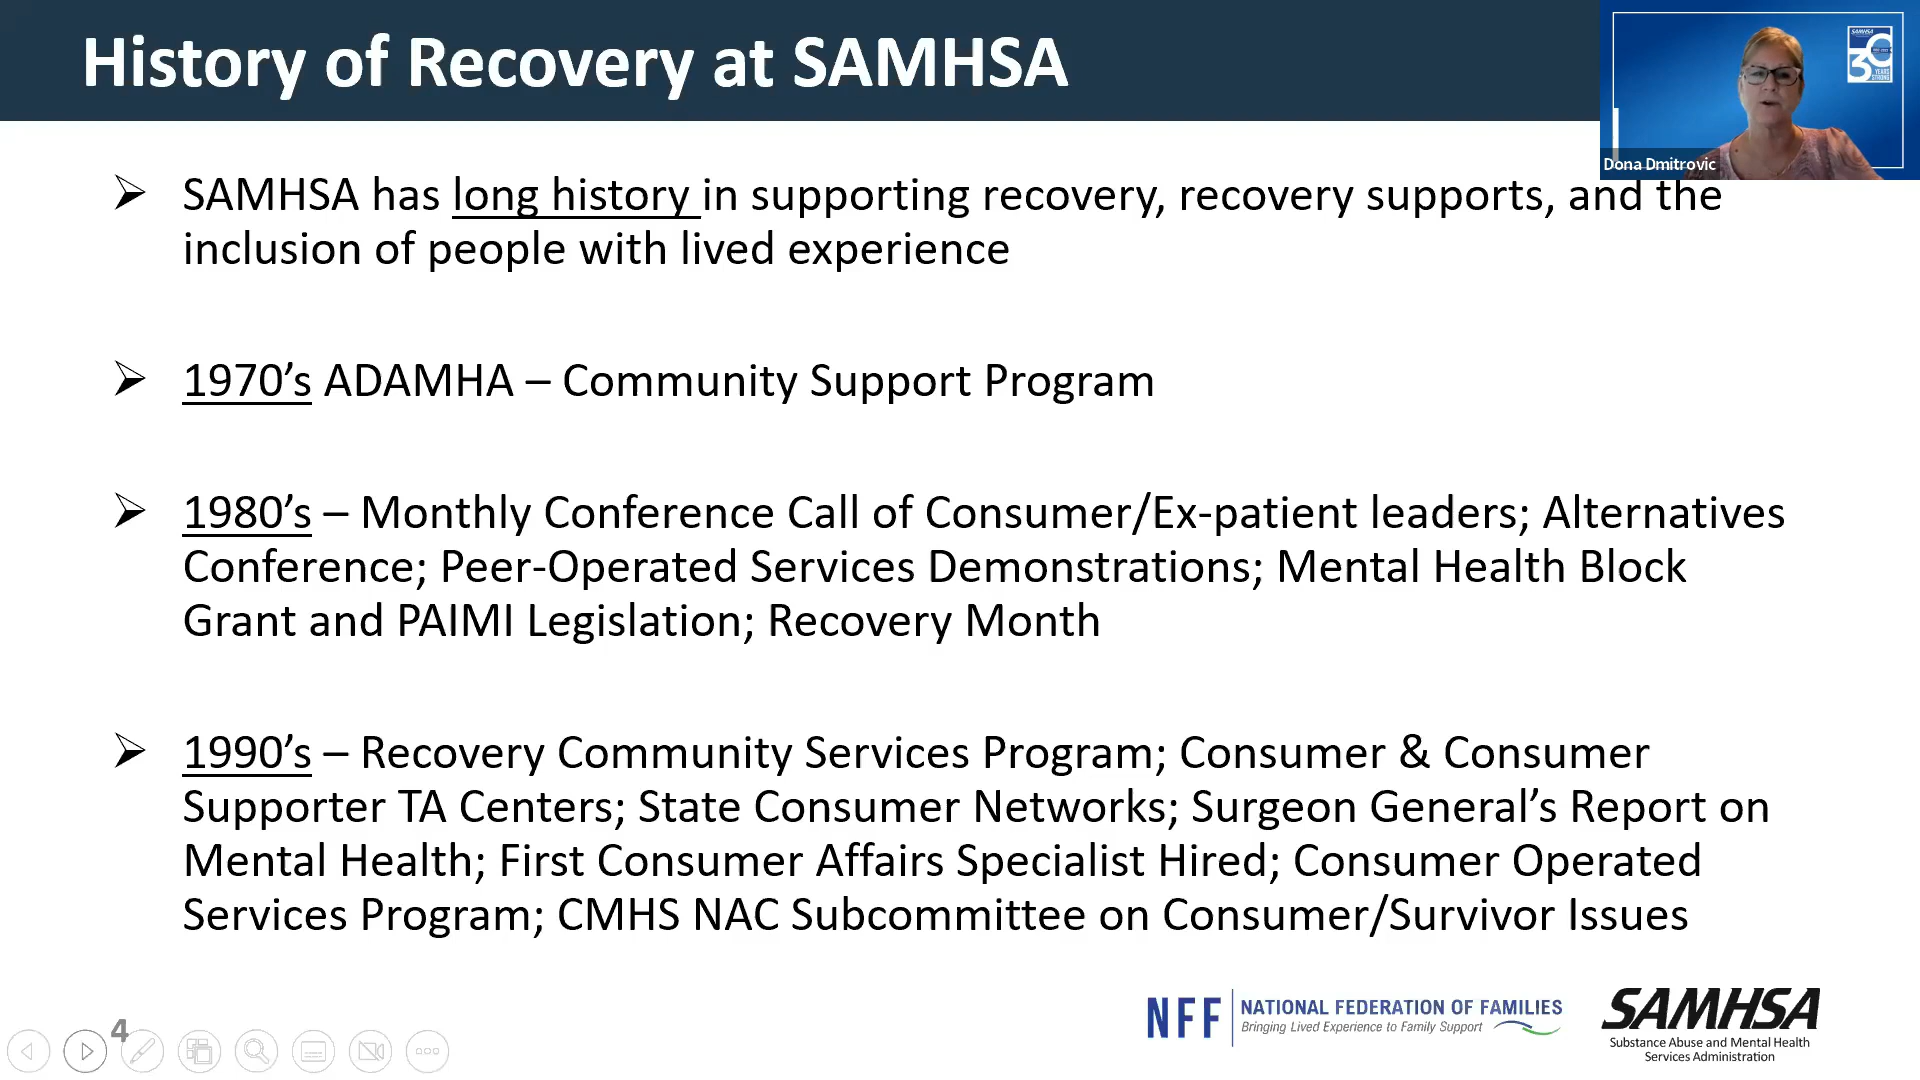 History of Recovery at SAMHSA
SAMHSA
30
YEARS
STRONG
Dona Dmitrovic
SAMHSA has long history in supporting recovery, recovery supports, and the
inclusion of people with lived experience
1970’s ADAMHA – Community Support Program
1980’s – Monthly Conference Call of Consumer/Ex-patient leaders; Alternatives
Conference; Peer-Operated Services Demonstrations; Mental Health Block
Grant and PAIMI Legislation; Recovery Month
1990’s – Recovery Community Services Program; Consumer & Consumer
Supporter TA Centers; State Consumer Networks; Surgeon General’s Report on
Mental Health; First Consumer Affairs Specialist Hired; Consumer Operated
Services Program; CMHS NAC Subcommittee on Consumer/Survivor Issues
4
NFF
NATIONAL FEDERATION OF FAMILIES
Bringing Lived Experience to Family Support
SAMHSA
Substance Abuse and Mental Health
Services Administration